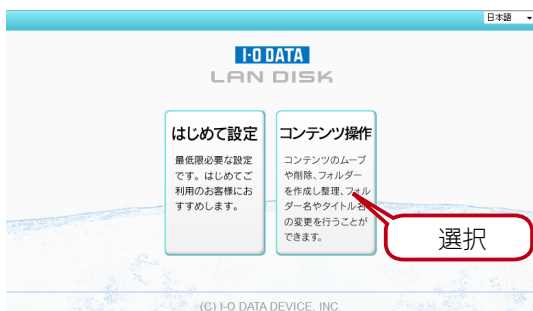 日本語
I-O DATA
LAN DISK
はじめて設定
最低限必要な設定
です。はじめてご
利用のお客様にお
すすめします。
コンテンツ操作
コンテンツのムーブ
や削除、フォルダー
を作成し整理、フォル
ダー名やタイトル名
の変更を行うことが
できます。
選択
(C) I-O DATA DEVICE, INC.